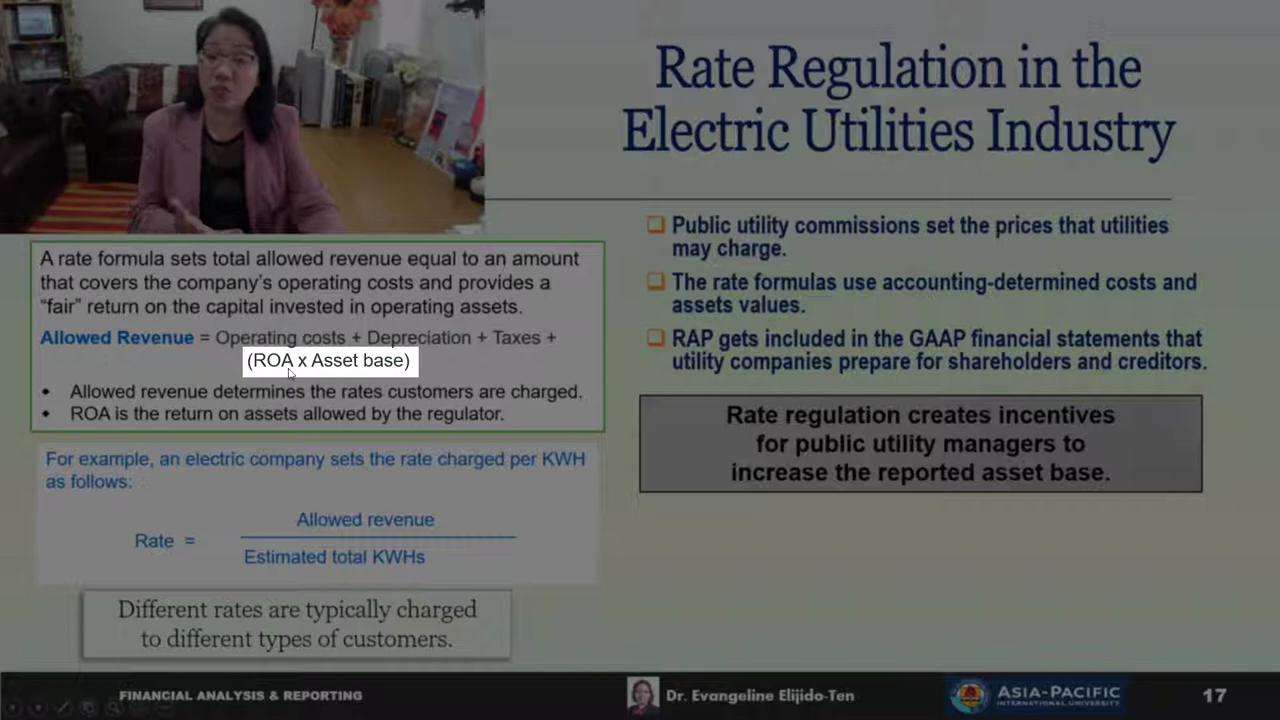 Rate Regulation in the
Electric Utilities Industry
A rate formula sets total allowed revenue equal to an amount
that covers the company's operating costs and provides a
“fair” return on the capital invested in operating assets.
Allowed Revenue = Operating costs + Depreciation + Taxes +
(ROA x Asset base)
• Allowed revenue determines the rates customers are charged.
• ROA is the return on assets allowed by the regulator.
For example, an electric company sets the rate charged per KWH
as follows:
Rate =
Allowed revenue
Estimated total KWHs
Different rates are typically charged
to different types of customers.
❑ Public utility commissions set the prices that utilities
may charge.
❑ The rate formulas use accounting-determined costs and
assets values.
❑ RAP gets included in the GAAP financial statements that
utility companies prepare for shareholders and creditors.
Rate regulation creates incentives
for public utility managers to
increase the reported asset base.
FINANCIAL ANALYSIS & REPORTING
Dr. Evangeline Elijido-Ten
ASIA-PACIFIC
INTERNATIONAL UNIVERSITY
17